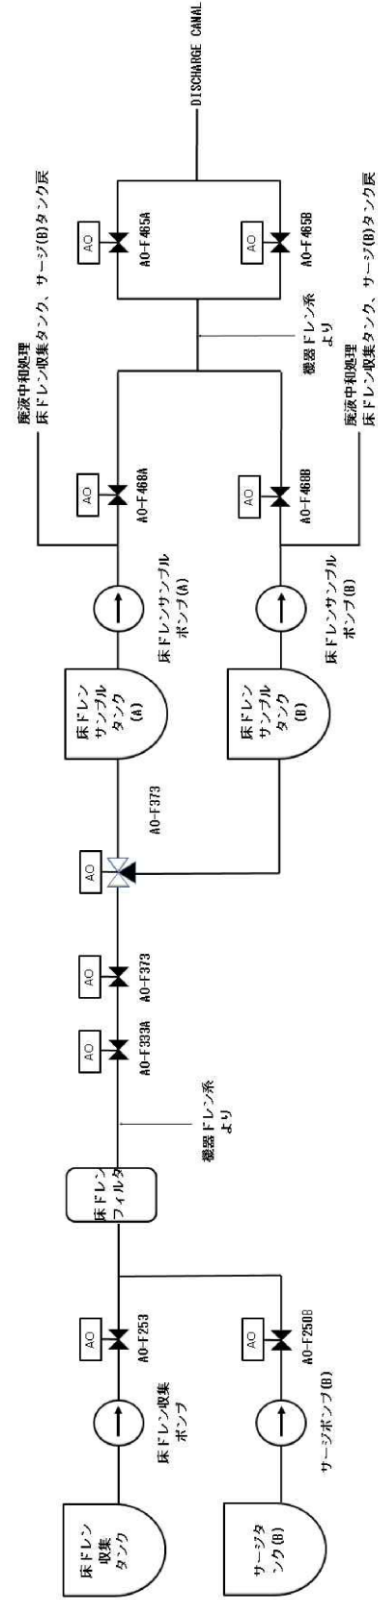 床ドレン
収集
タンク
床ドレン収集
ポンプ
AO
AO-F253
サージタ
ンク(B)
サージポンプ(B)
AO
AO-F250B
床ドレン
フィルタ
機器ドレン系
より
AO
AO-F333A
AO
AO-F373
AO
AO-F373
床ドレン
サンプル
タンク
(A)
床ドレンサンプル
ポンプ(A)
廃液中和処理
床ドレン収集タンク、サージ(B)タンク戻
AO
AO-F468A
床ドレン
サンプル
タンク
(B)
床ドレンサンプル
ポンプ(B)
廃液中和処理
床ドレン収集タンク、サージ(B)タンク戻
AO
AO-F468B
機器ドレン系
より
AO
AO-F465A
AO
AO-F465B
DISCHARGE CANAL